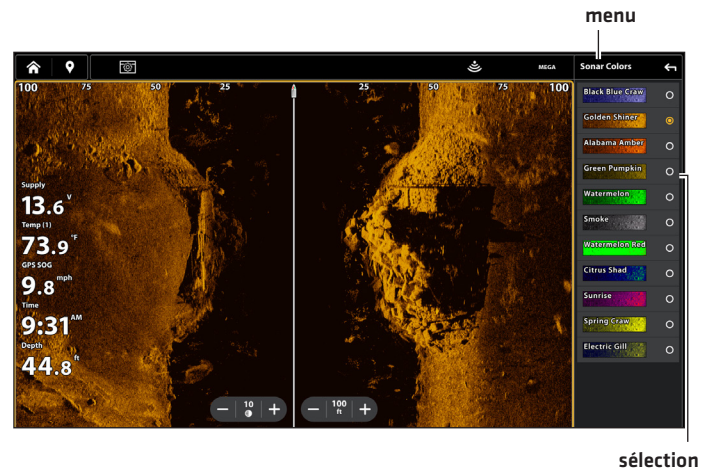 menu
MEGA
Sonar Colors
100 75 50 25 25 50 75 100
Supply
13.6 V
Temp (1)
73.9 °F
GPS SOG
9.8 mph
Time
9:31 AM
Depth
44.8 ft
− 10 +
− 100 ft +
Black Blue Craw
Golden Shiner
Alabama Amber
Green Pumpkin
Watermelon
Smoke
Watermelon Red
Citrus Shad
Sunrise
Spring Craw
Electric Gill
sélection